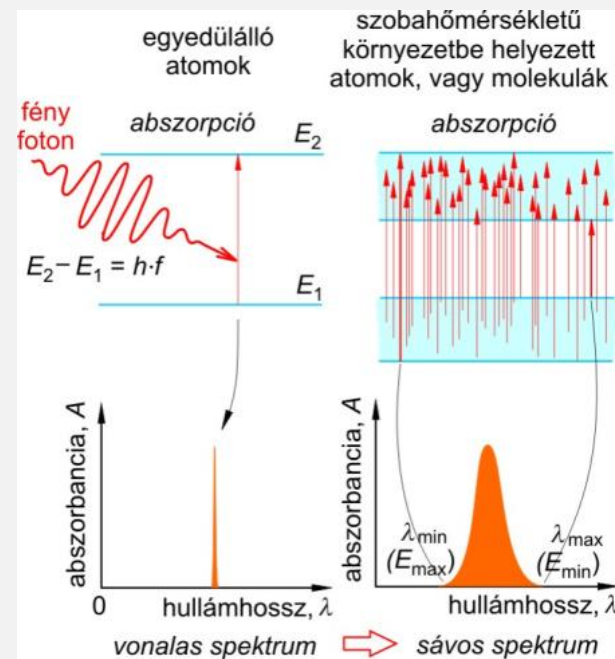 egyedülálló
atomok
szobahőmérsékletű
környezetbe helyezett
atomok, vagy molekulák
fény
foton
abszorpció
E₂
E₂ – E₁ = h·f
E₁
abszorpció
abszorbancia, A
0
hullámhossz, λ
abszorbancia, A
λmin
(Emax)
λmax
(Emin)
hullámhossz, λ
vonalas spektrum
sávos spektrum